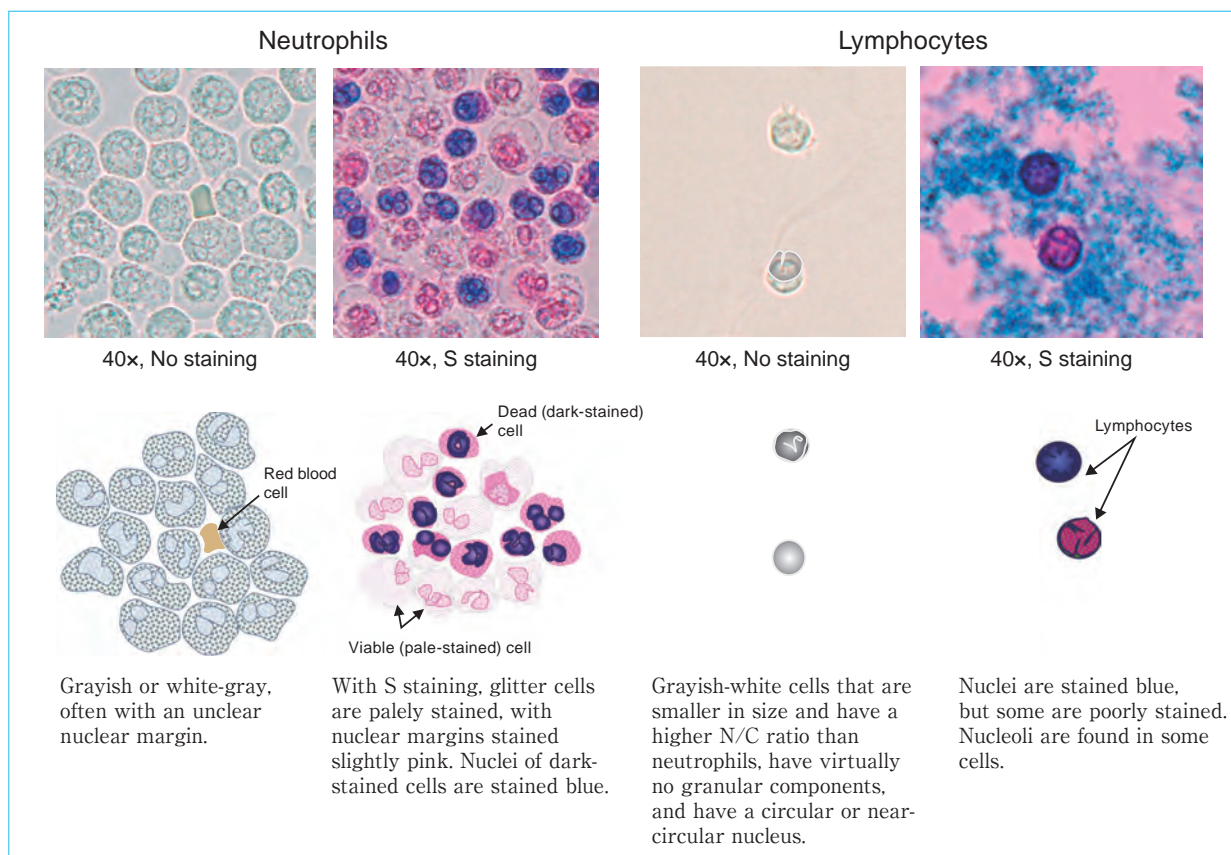 Neutrophils
Lymphocytes
40×, No staining
40×, S staining
40×, No staining
40×, S staining
Red blood
cell
Dead (dark-stained)
cell
Viable (pale-stained) cell
Lymphocytes
Grayish or white-gray,
often with an unclear
nuclear margin.
With S staining, glitter cells
are palely stained, with
nuclear margins stained
slightly pink. Nuclei of dark-
stained cells are stained blue.
Grayish-white cells that are
smaller in size and have a
higher N/C ratio than
neutrophils, have virtually
no granular components,
and have a circular or near-
circular nucleus.
Nuclei are stained blue,
but some are poorly stained.
Nucleoli are found in some
cells.